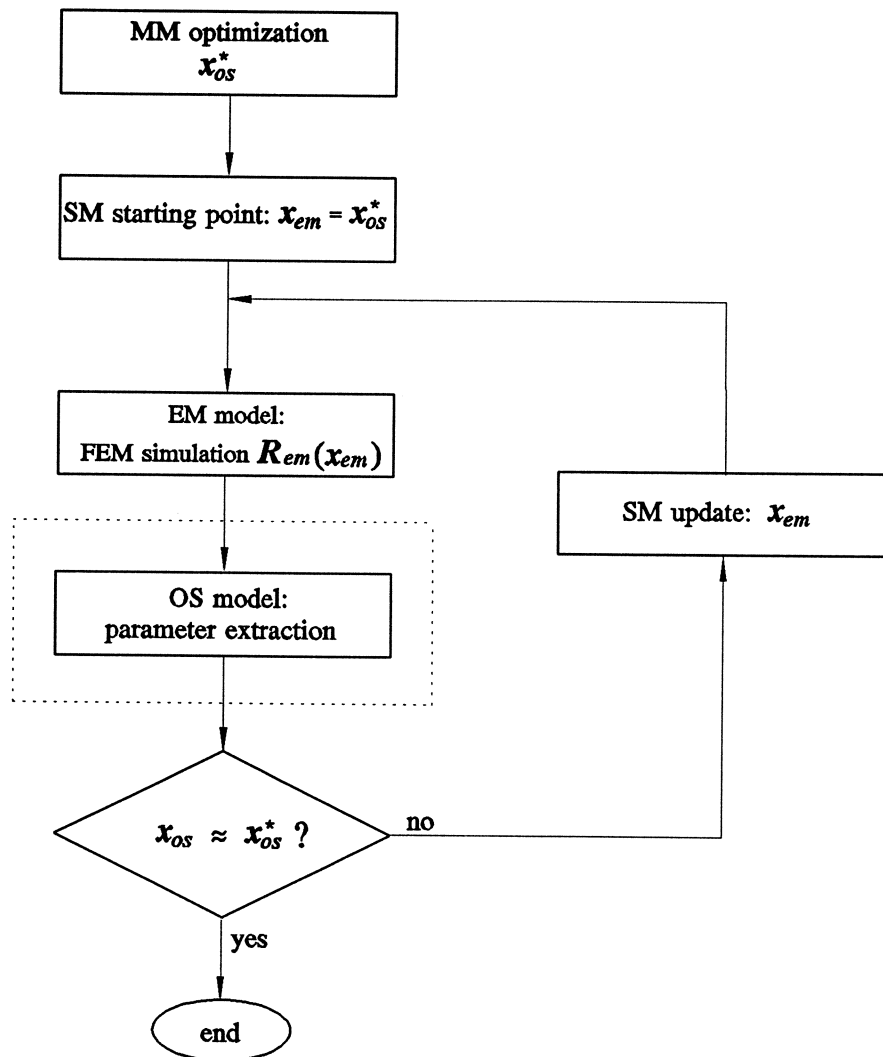 MM optimization
x*os
SM starting point: xem = x*os
EM model:
FEM simulation Rem(xem)
SM update: xem
OS model:
parameter extraction
xos ≈ x*os ?
no
yes
end